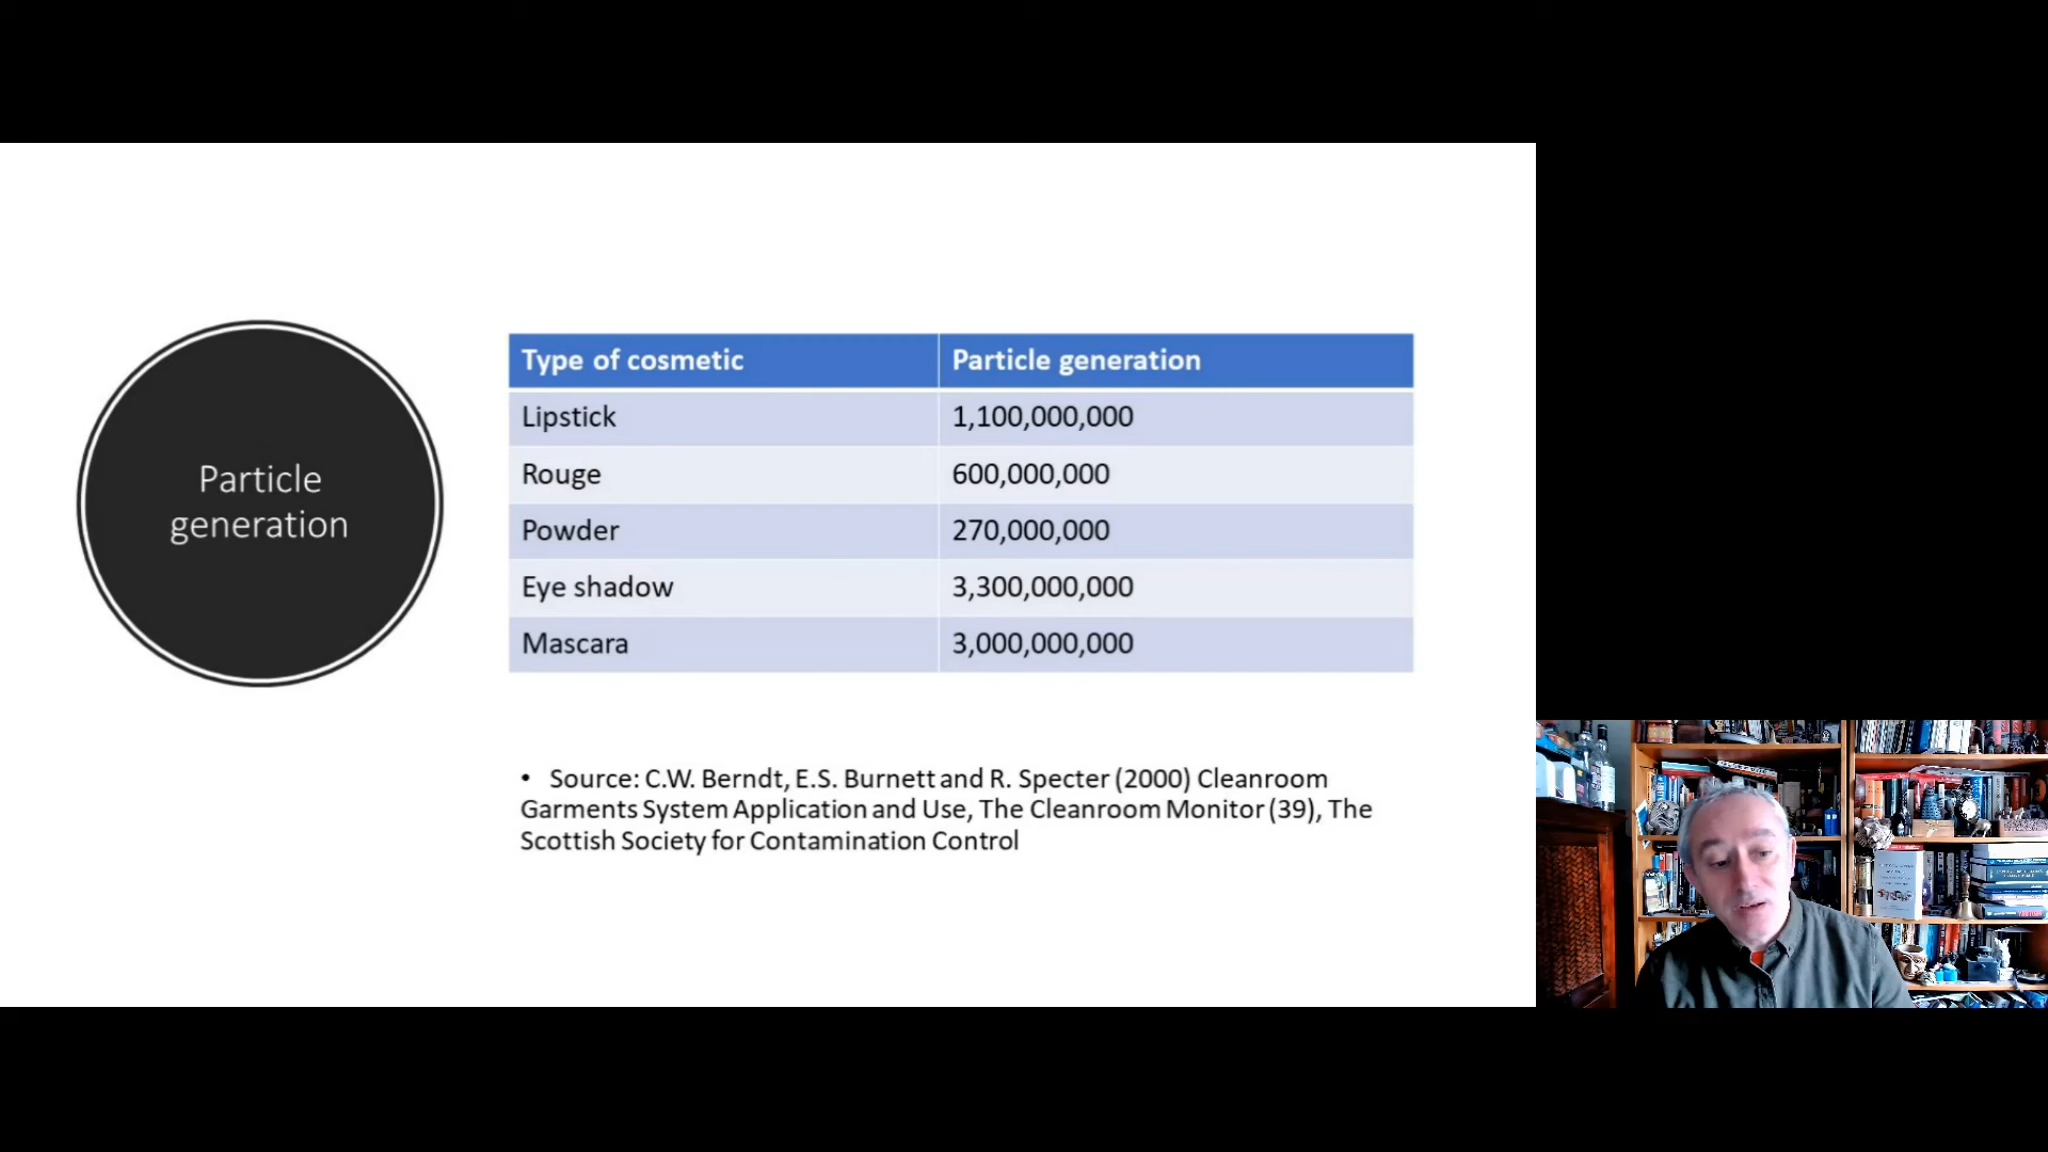 Particle
generation
Type of cosmetic Particle generation
Lipstick 1,100,000,000
Rouge 600,000,000
Powder 270,000,000
Eye shadow 3,300,000,000
Mascara 3,000,000,000
• Source: C.W. Berndt, E.S. Burnett and R. Specter (2000) Cleanroom
Garments System Application and Use, The Cleanroom Monitor (39), The
Scottish Society for Contamination Control